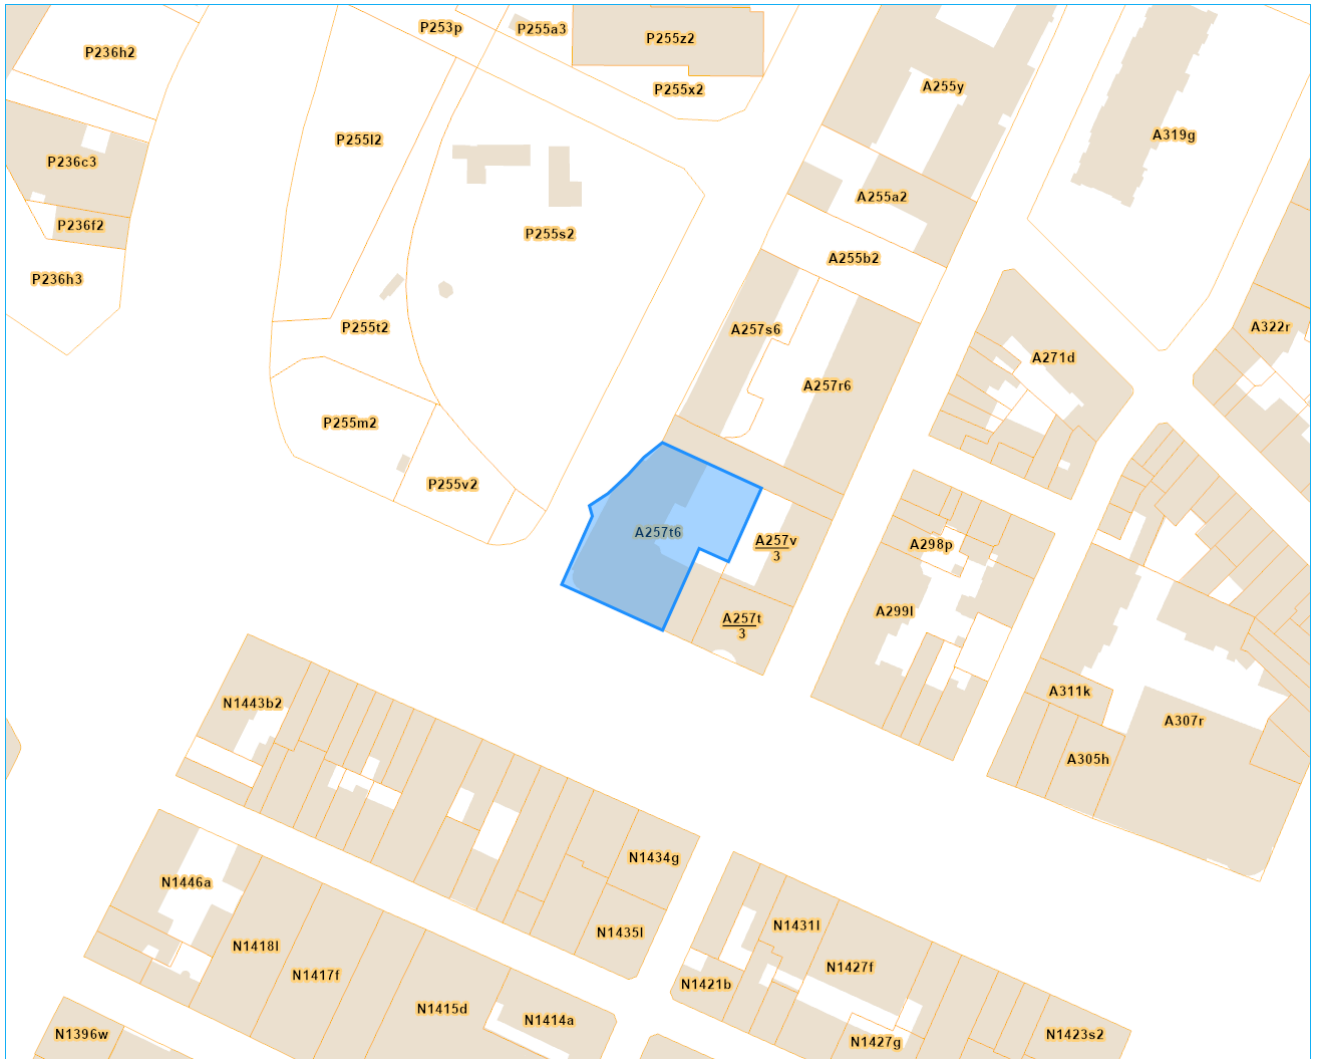 P253p
P255a3
P255z2
P236h2
A255y
P255x2
A319g
P255l2
P236c3
A255a2
P236f2
P255s2
A255b2
P236h3
P255t2
A257s6
A322r
A271d
A257r6
P255m2
P255v2
A257t6
A257v
3
A298p
A299l
A257t
3
A311k
N1443b2
A307r
A305h
N1434g
N1446a
N1431l
N1435l
N1418l
N1427f
N1417f
N1421b
N1415d
N1414a
N1396w
N1423s2
N1427g